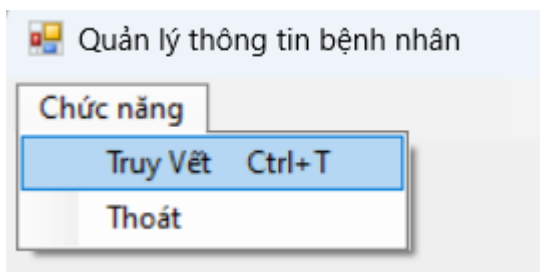 Quản lý thông tin bệnh nhân
Chức năng
Truy Vết Ctrl+T
Thoát